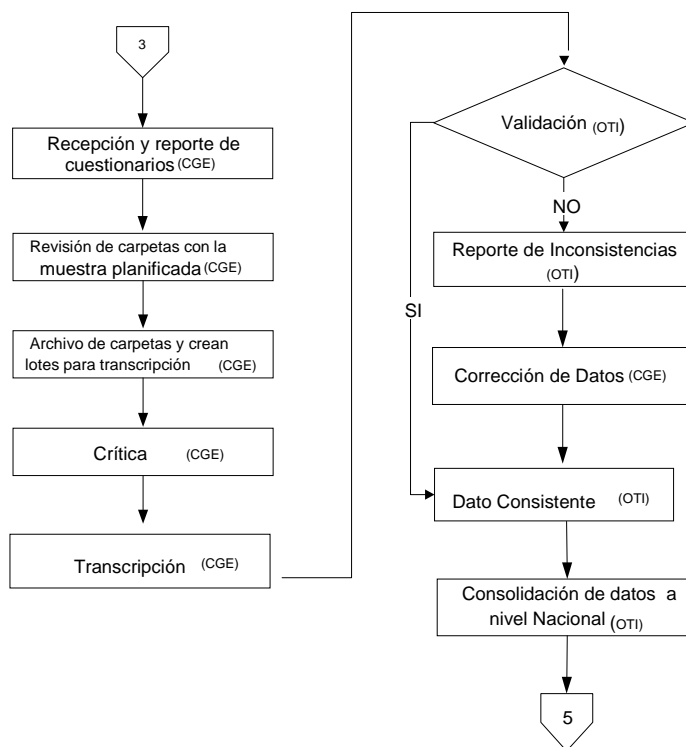 3
Recepción y reporte de
cuestionarios (CGE)
Revisión de carpetas con la
muestra planificada (CGE)
Archivo de carpetas y crean
lotes para transcripción (CGE)
Crítica (CGE)
Transcripción (CGE)
Validación (OTI)
NO
SI
Reporte de Inconsistencias
(OTI)
Corrección de Datos (CGE)
Dato Consistente (OTI)
Consolidación de datos a
nivel Nacional (OTI)
5